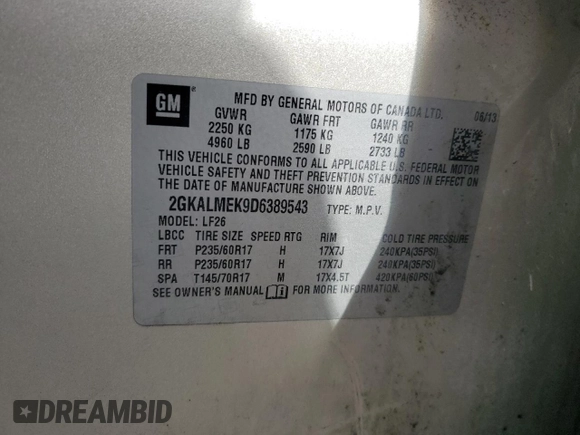 GM
MFD BY GENERAL MOTORS OF CANADA LTD. 06/13
GVWR GAWR FRT GAWR RR
2250 KG 1175 KG 1240 KG
4960 LB 2590 LB 2733 LB
THIS VEHICLE CONFORMS TO ALL APPLICABLE U.S. FEDERAL MOTOR
VEHICLE SAFETY AND THEFT PREVENTION STANDARDS IN EFFECT ON
THE DATE OF MANUFACTURE SHOWN ABOVE.
2GKALMEK9D6389543 TYPE: M.P.V.
MODEL: LF26
LBCC TIRE SIZE SPEED RTG RIM COLD TIRE PRESSURE
FRT P235/60R17 H 17X7J 240KPA(35PSI)
RR P235/60R17 H 17X7J 240KPA(35PSI)
SPA T145/70R17 M 17X4.5T 420KPA(60PSI)
SEE OWNER'S MANUAL FOR MORE INFORMATION.
DREAMBID